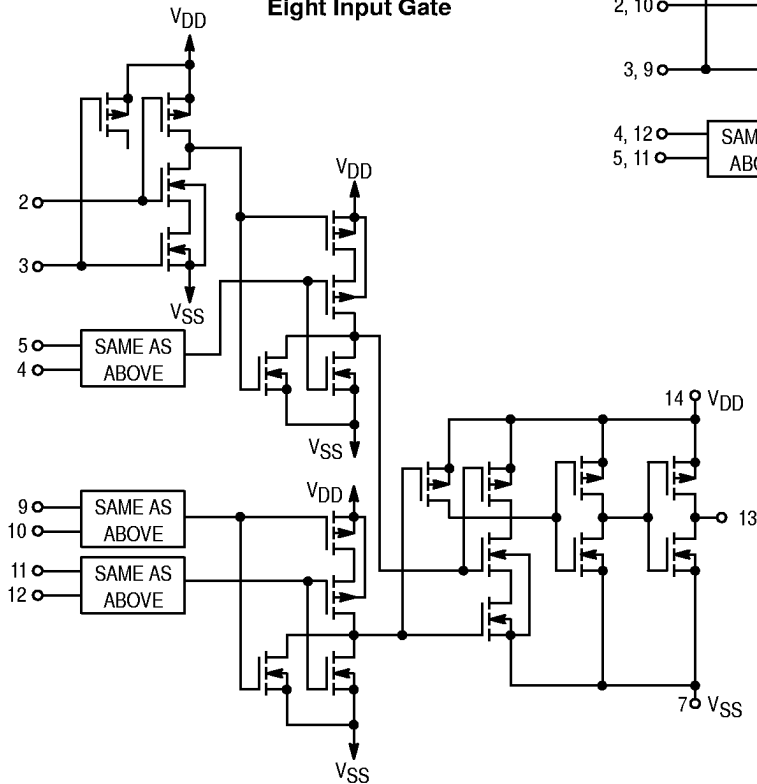 Eight Input Gate
VDD
2, 10
3, 9
4, 12
5, 11
2
3
VSS
VDD
5
4
SAME AS
ABOVE
VSS
14
VDD
9
10
SAME AS
ABOVE
VDD
13
11
12
SAME AS
ABOVE
7
VSS
VSS